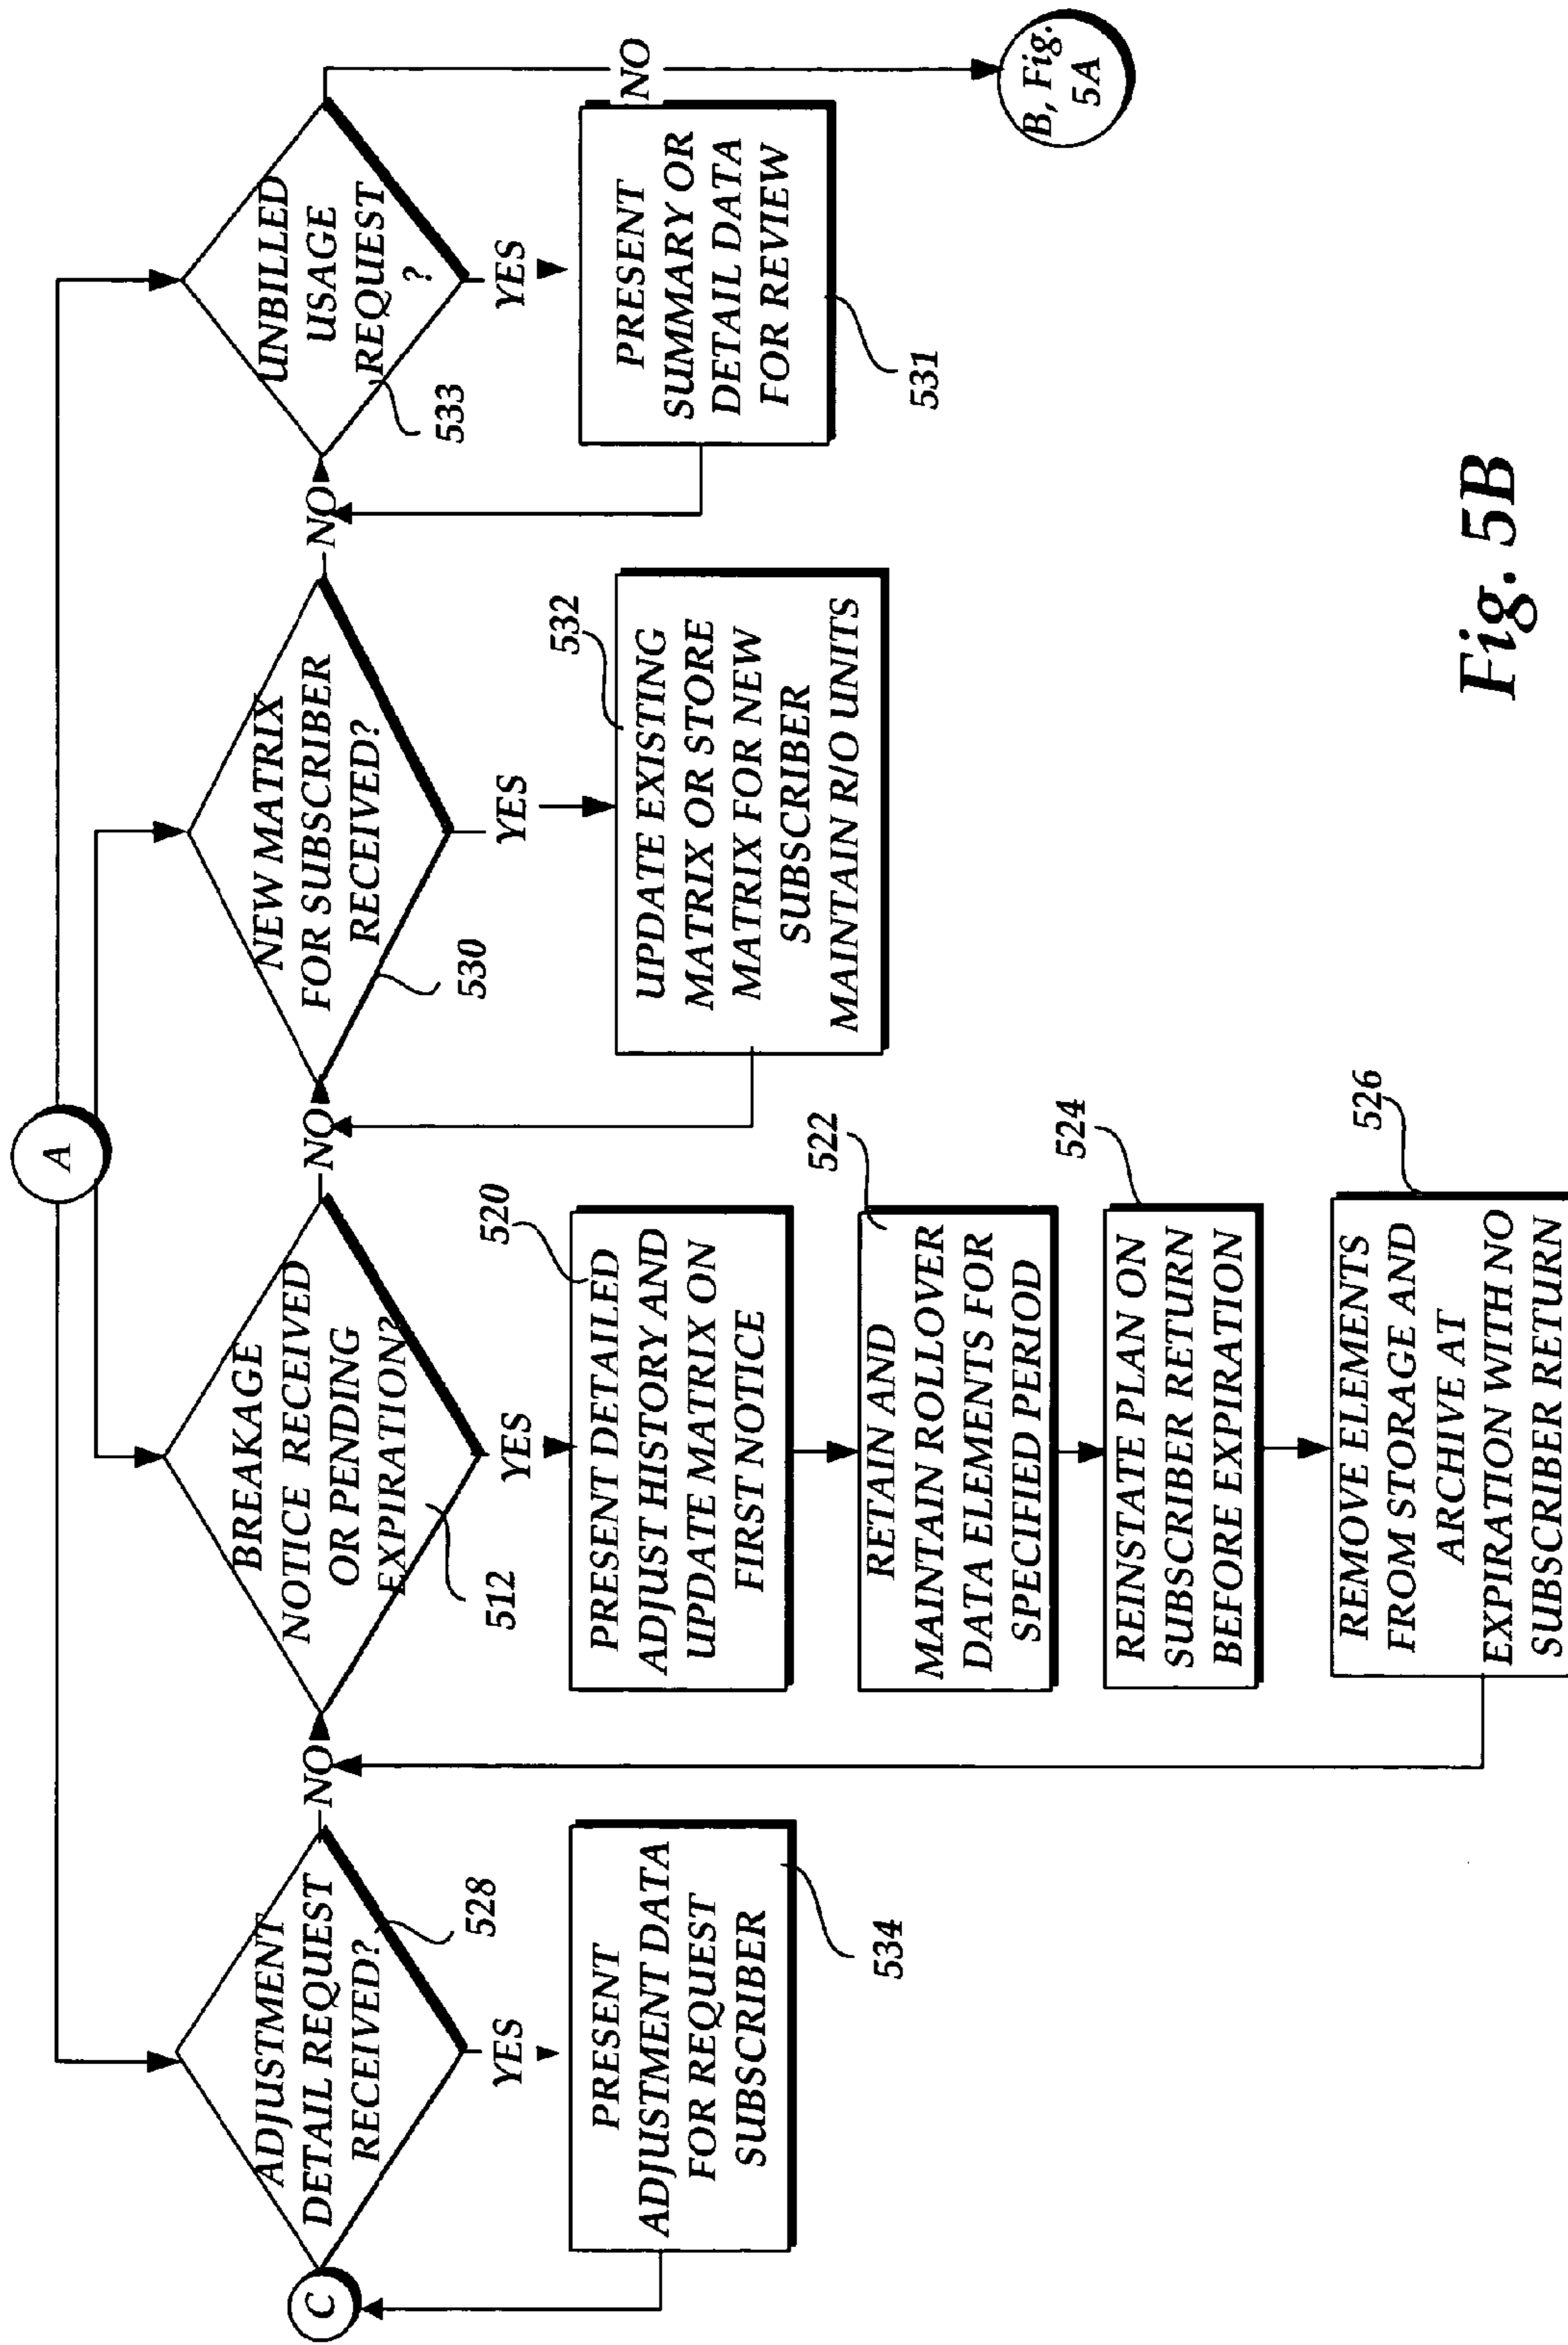 A
C
ADJUSTMENT
DETAIL REQUEST
RECEIVED?
528
NO
YES
PRESENT
ADJUSTMENT DATA
FOR REQUEST
SUBSCRIBER
534
BREAKAGE
NOTICE RECEIVED
OR PENDING
EXPIRATION?
512
NO
YES
520
PRESENT DETAILED
ADJUST HISTORY AND
UPDATE MATRIX ON
FIRST NOTICE
522
RETAIN AND
MAINTAIN ROLLOVER
DATA ELEMENTS FOR
SPECIFIED PERIOD
524
REINSTATE PLAN ON
SUBSCRIBER RETURN
BEFORE EXPIRATION
526
REMOVE ELEMENTS
FROM STORAGE AND
ARCHIVE AT
EXPIRATION WITH NO
SUBSCRIBER RETURN
NEW MATRIX
FOR SUBSCRIBER
RECEIVED?
530
NO
YES
532
UPDATE EXISTING
MATRIX OR STORE
MATRIX FOR NEW
SUBSCRIBER
MAINTAIN R/O UNITS
UNBILLED
USAGE
REQUEST
?
533
YES
NO
PRESENT
SUMMARY OR
DETAIL DATA
FOR REVIEW
531
B, Fig.
5A
Fig. 5B